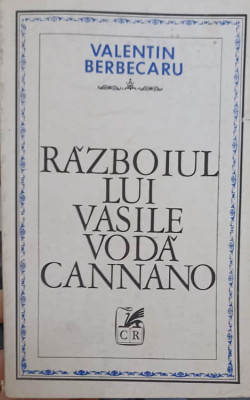 VALENTIN
BERBECARU
RĂZBOIUL
LUI
VASILE
VODĂ
CANNANO
CR